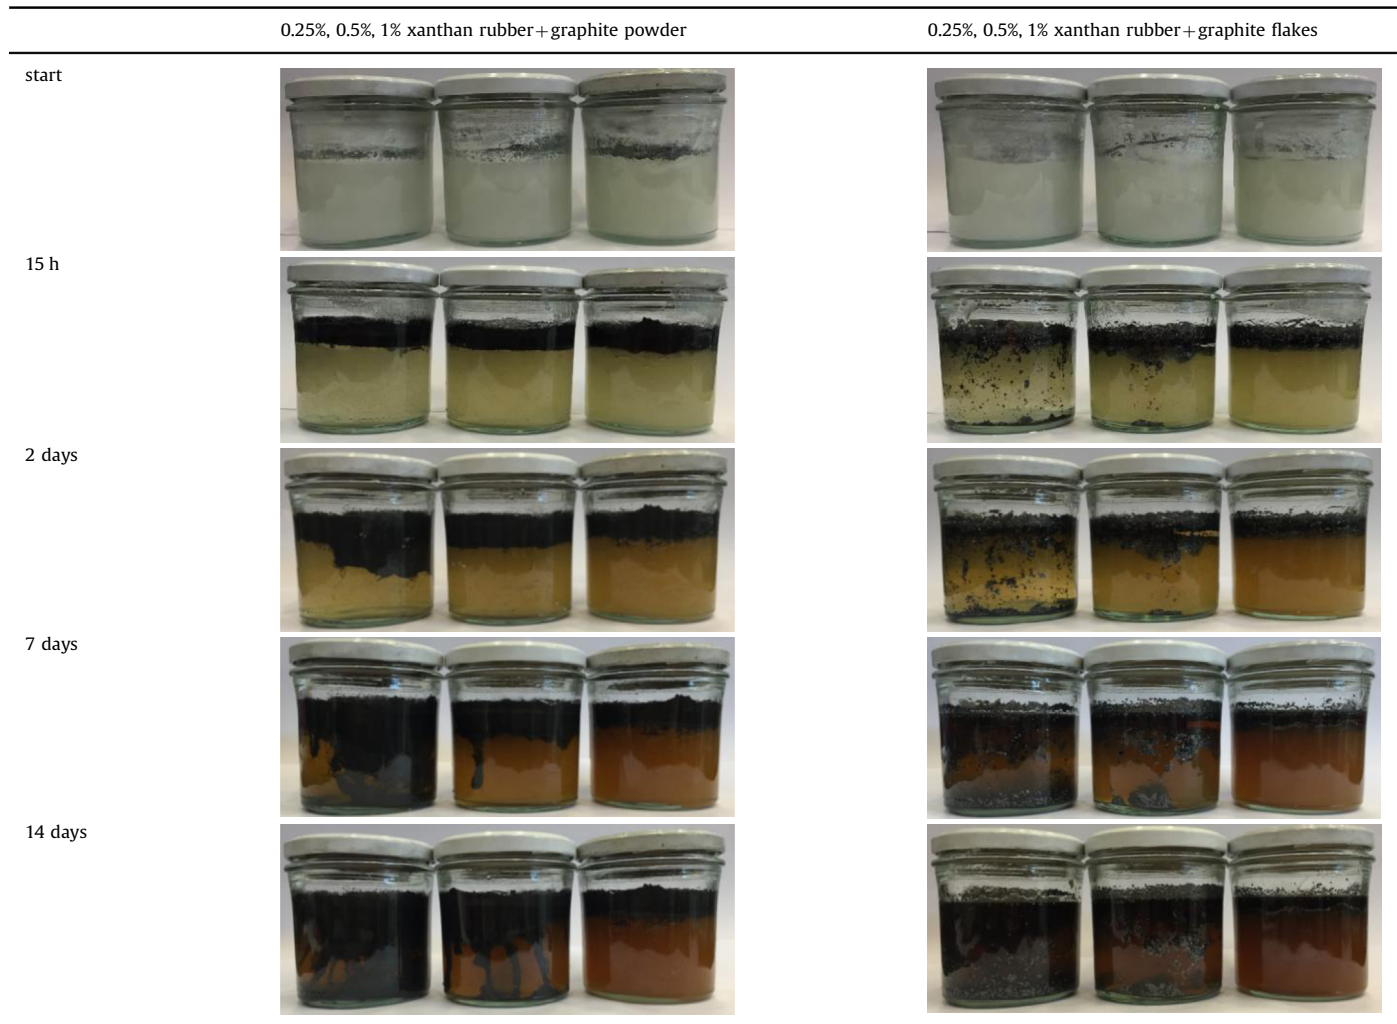 0.25%, 0.5%, 1% xanthan rubber+graphite powder
0.25%, 0.5%, 1% xanthan rubber+graphite flakes
start
15 h
2 days
7 days
14 days